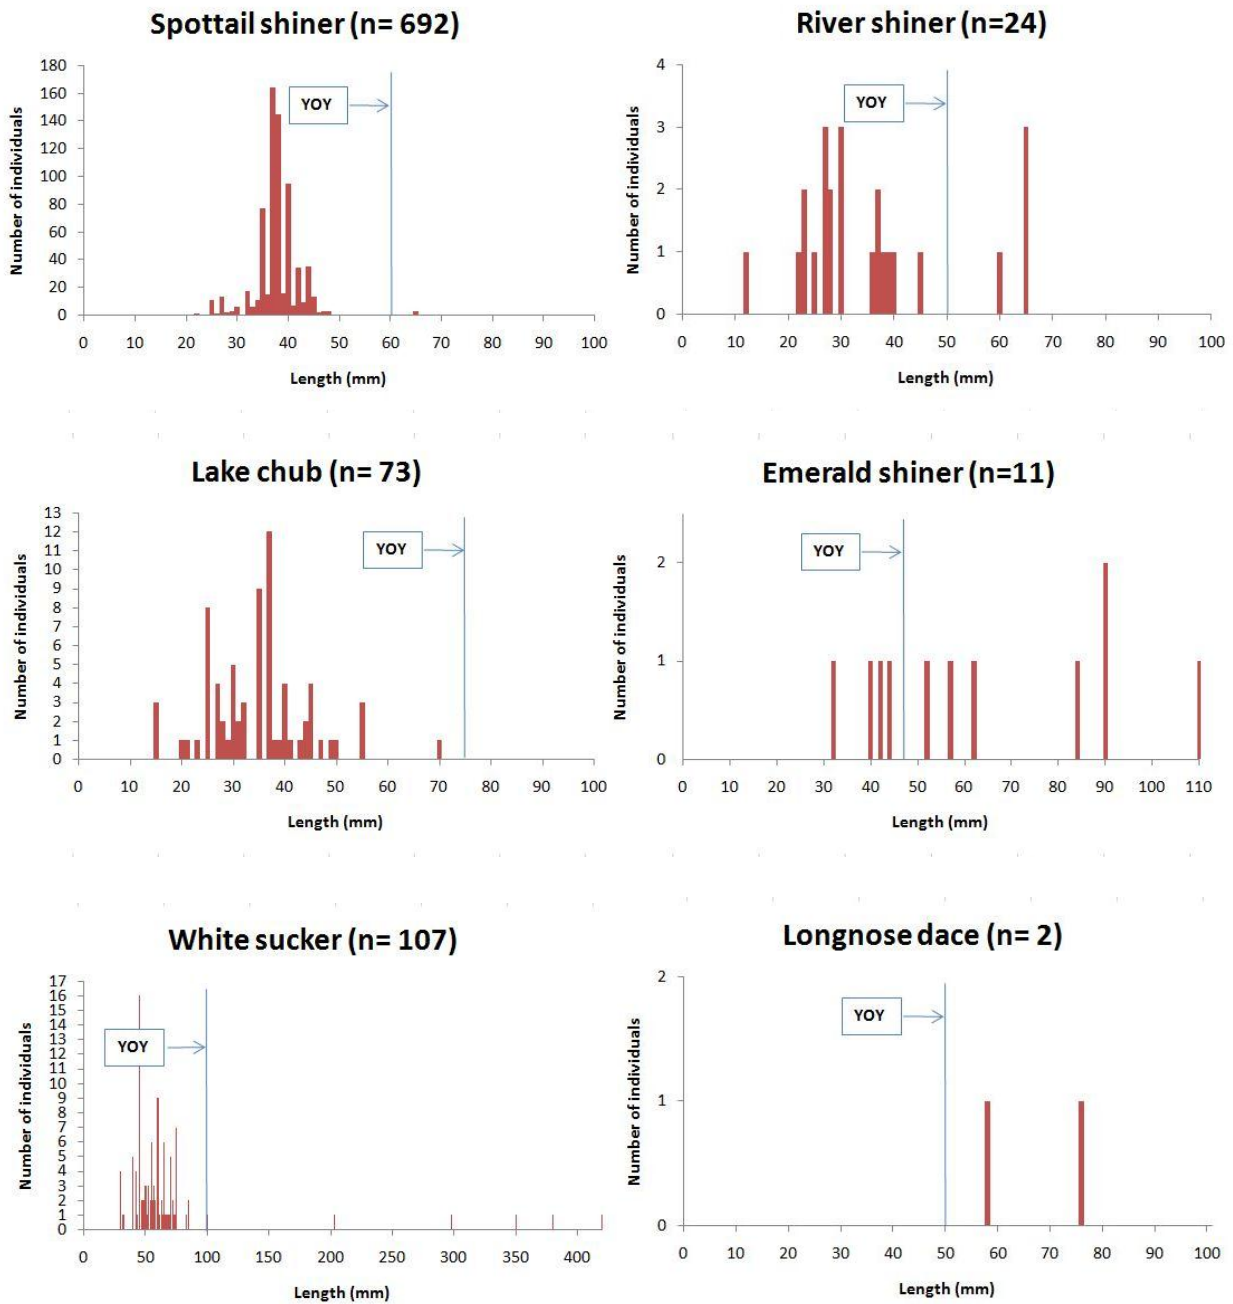 Spottail shiner (n= 692)
180
160
140
120
100
80
60
40
20
0
Number of individuals
YOY
0 10 20 30 40 50 60 70 80 90 100
Length (mm)
River shiner (n=24)
4
3
2
1
0
Number of individuals
YOY
0 10 20 30 40 50 60 70 80 90 100
Length (mm)
Lake chub (n= 73)
13
12
11
10
9
8
7
6
5
4
3
2
1
0
Number of individuals
YOY
0 10 20 30 40 50 60 70 80 90 100
Length (mm)
Emerald shiner (n=11)
2
1
0
Number of individuals
YOY
0 10 20 30 40 50 60 70 80 90 100 110
Length (mm)
White sucker (n= 107)
17
16
15
14
13
12
11
10
9
8
7
6
5
4
3
2
1
0
Number of individuals
YOY
0 50 100 150 200 250 300 350 400
Length (mm)
Longnose dace (n= 2)
2
1
0
Number of individuals
YOY
0 10 20 30 40 50 60 70 80 90 100
Length (mm)